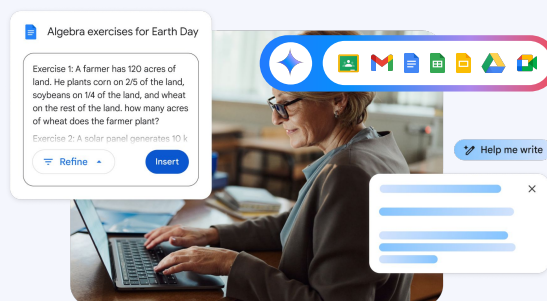 Algebra exercises for Earth Day
Exercise 1: A farmer has 120 acres of
land. He plants corn on 2/5 of the land,
soybeans on 1/4 of the land, and wheat
on the rest of the land. how many acres
of wheat does the farmer plant?
Exercise 2: A solar panel generates 10 k
Refine
Insert
Help me write